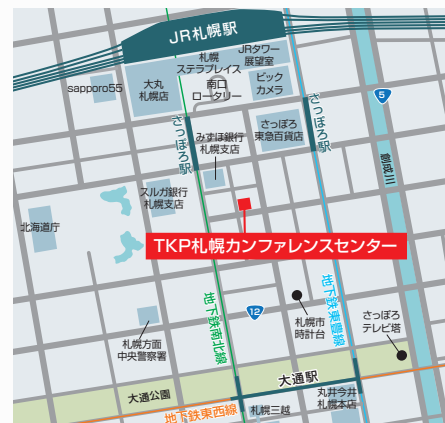 JR札幌駅
札幌
ステラプレイス
JRタワー
展望室
sapporo55
大丸
札幌店
南口
ロータリー
ビック
カメラ
5
さっぽろ駅
さっぽろ駅
みずほ銀行
札幌支店
さっぽろ
東急百貨店
創成川
スルガ銀行
札幌支店
北海道庁
TKP札幌カンファレンスセンター
地下鉄南北線
地下鉄東豊線
12
札幌市
時計台
さっぽろ
テレビ塔
札幌方面
中央警察署
大通駅
大通公園
丸井今井
札幌本店
地下鉄東西線
札幌三越